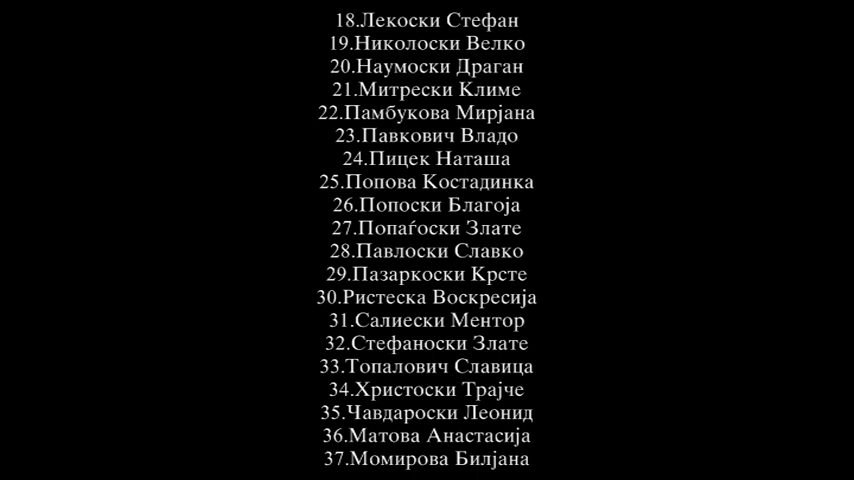 18.Лекоски Стефан
19.Николоски Велко
20.Наумоски Драган
21.Митрески Климе
22.Памбукова Мирјана
23.Павкович Владо
24.Пицек Наташа
25.Попова Костадинка
26.Попоски Благоја
27.Попаѓоски Злате
28.Павлоски Славко
29.Пазаркоски Крсте
30.Ристеска Воскресија
31.Салиески Ментор
32.Стефаноски Злате
33.Топалович Славица
34.Христоски Трајче
35.Чавдароски Леонид
36.Матова Анастасија
37.Момирова Билјана